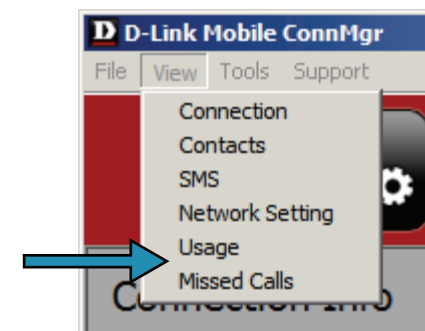 D D-Link Mobile ConnMgr
File View Tools Support
Connection
Contacts
SMS
Network Setting
Usage
Missed Calls
Connection Info